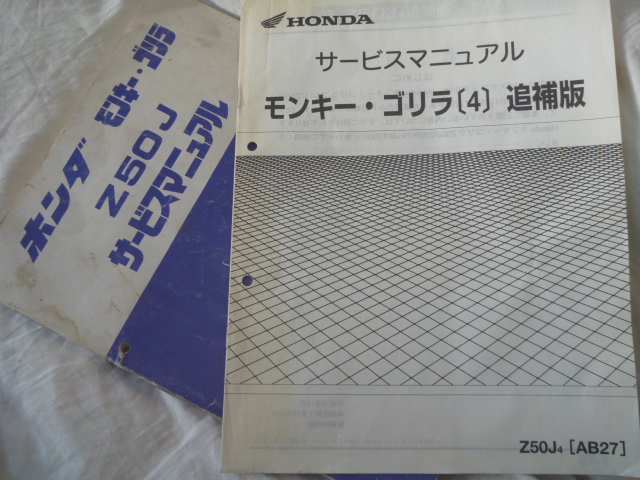 HONDA
サービスマニュアル
モンキー・ゴリラ〔4〕 追補版
Z50J4 [AB27]
ホンダ モンキー・ゴリラ
Z50J
サービスマニュアル